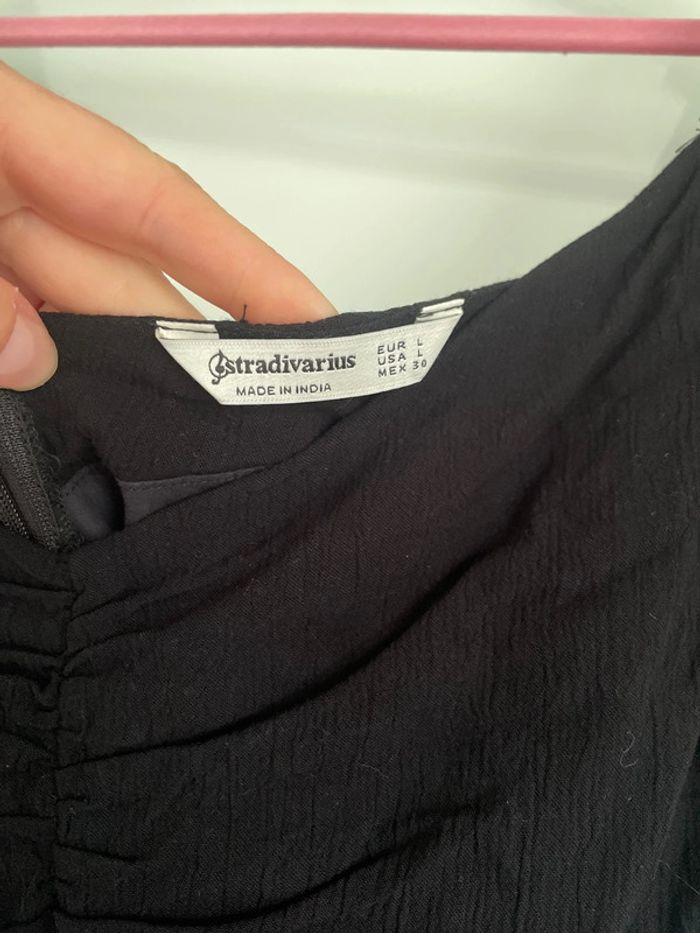 stradivarius
MADE IN INDIA
EUR L
USA L
MEX 30